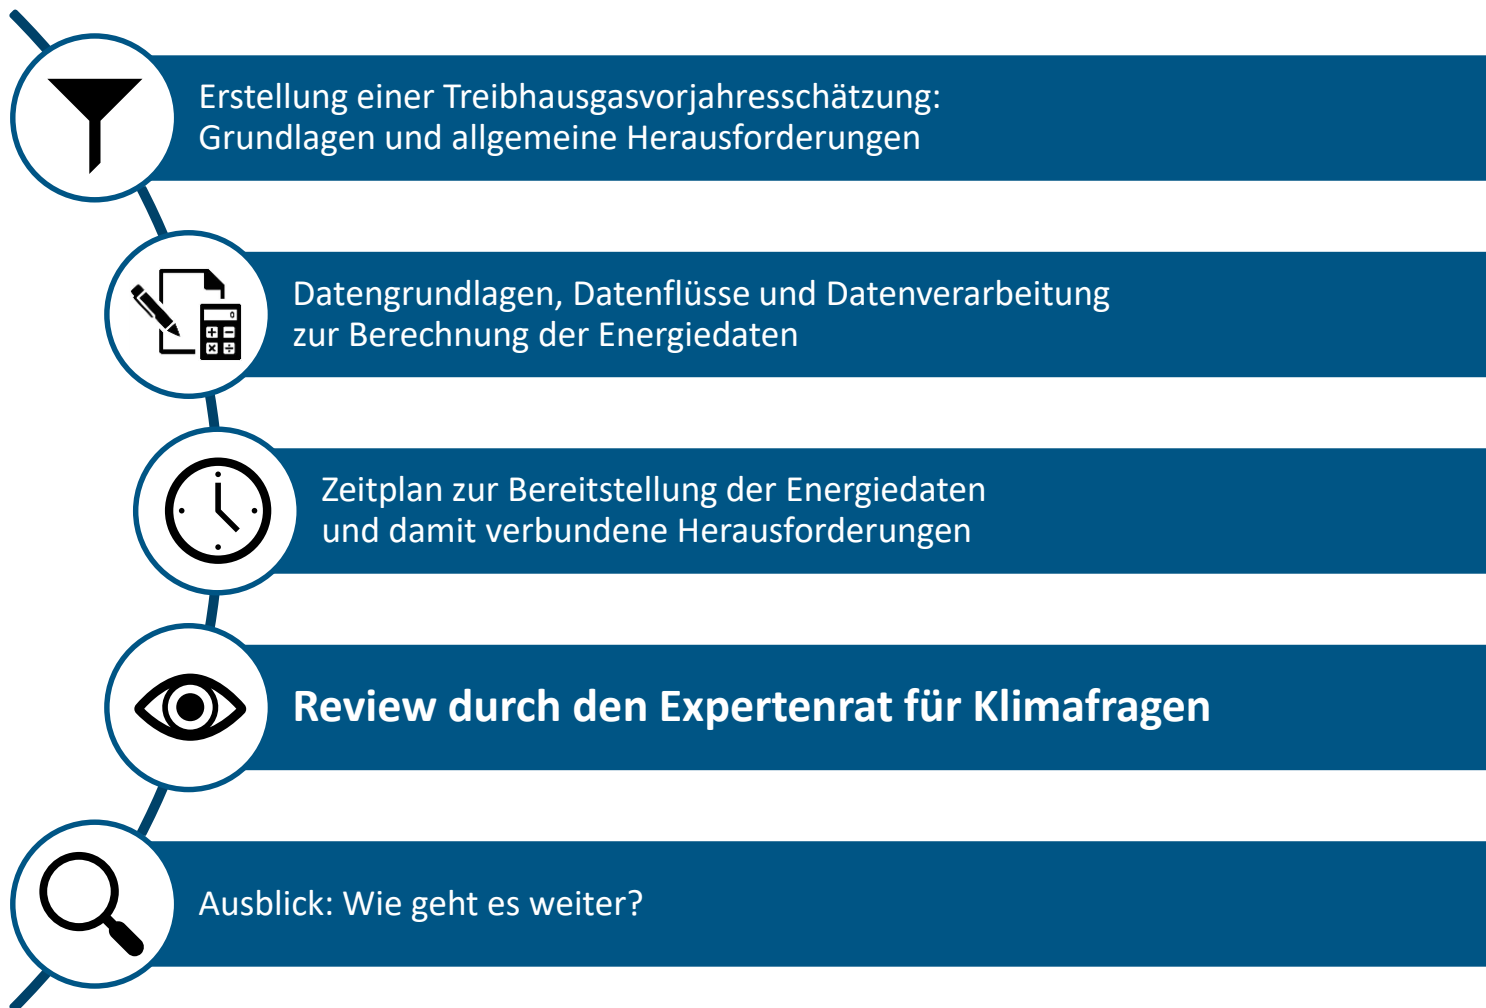 Erstellung einer Treibhausgasvorjahresschätzung:
Grundlagen und allgemeine Herausforderungen
Datengrundlagen, Datenflüsse und Datenverarbeitung
zur Berechnung der Energiedaten
Zeitplan zur Bereitstellung der Energiedaten
und damit verbundene Herausforderungen
Review durch den Expertenrat für Klimafragen
Ausblick: Wie geht es weiter?